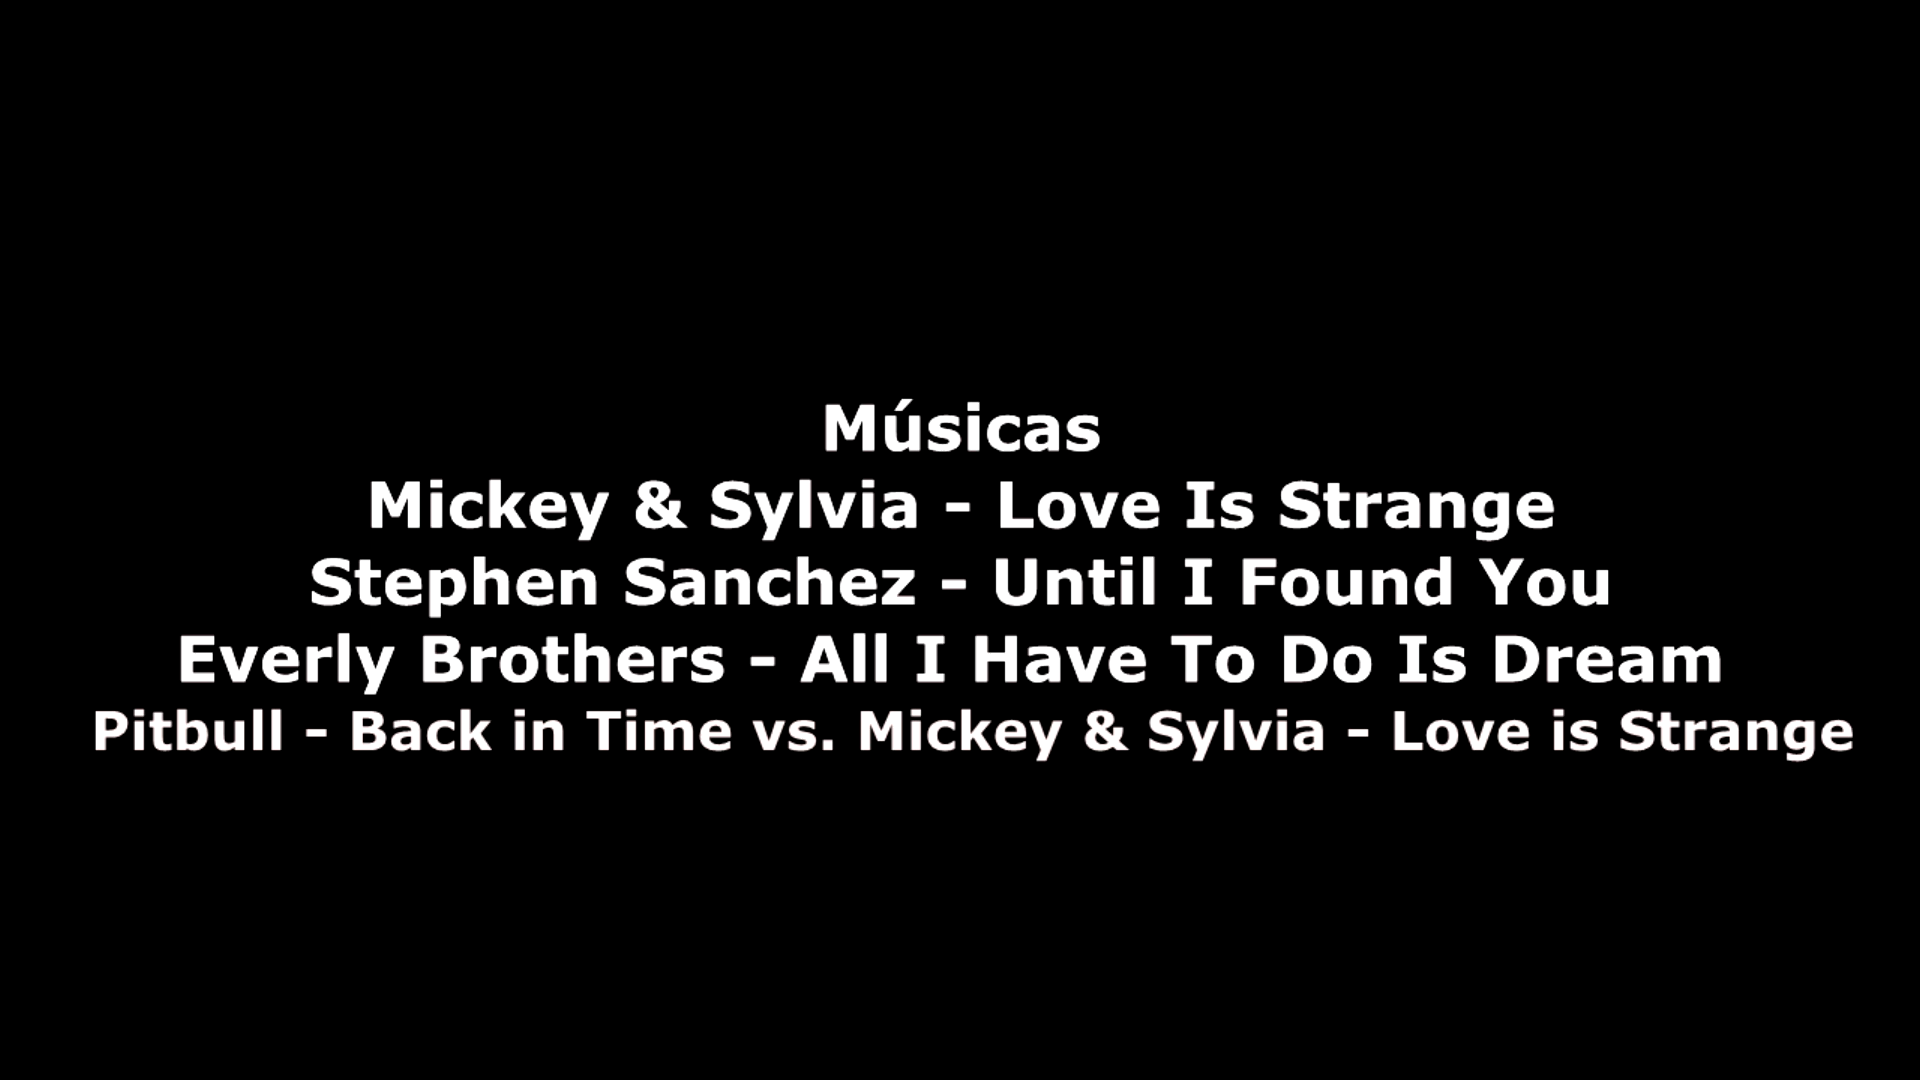 Músicas
Mickey & Sylvia - Love Is Strange
Stephen Sanchez - Until I Found You
Everly Brothers - All I Have To Do Is Dream
Pitbull - Back in Time vs. Mickey & Sylvia - Love is Strange